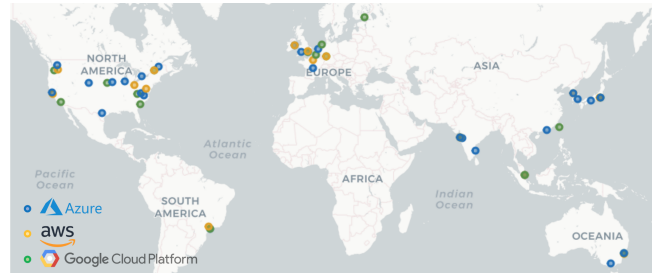 NORTH
AMERICA
EUROPE
ASIA
Atlantic
Ocean
Pacific
Ocean
AFRICA
Indian
Ocean
SOUTH
AMERICA
OCEANIA
Azure
aws
Google Cloud Platform